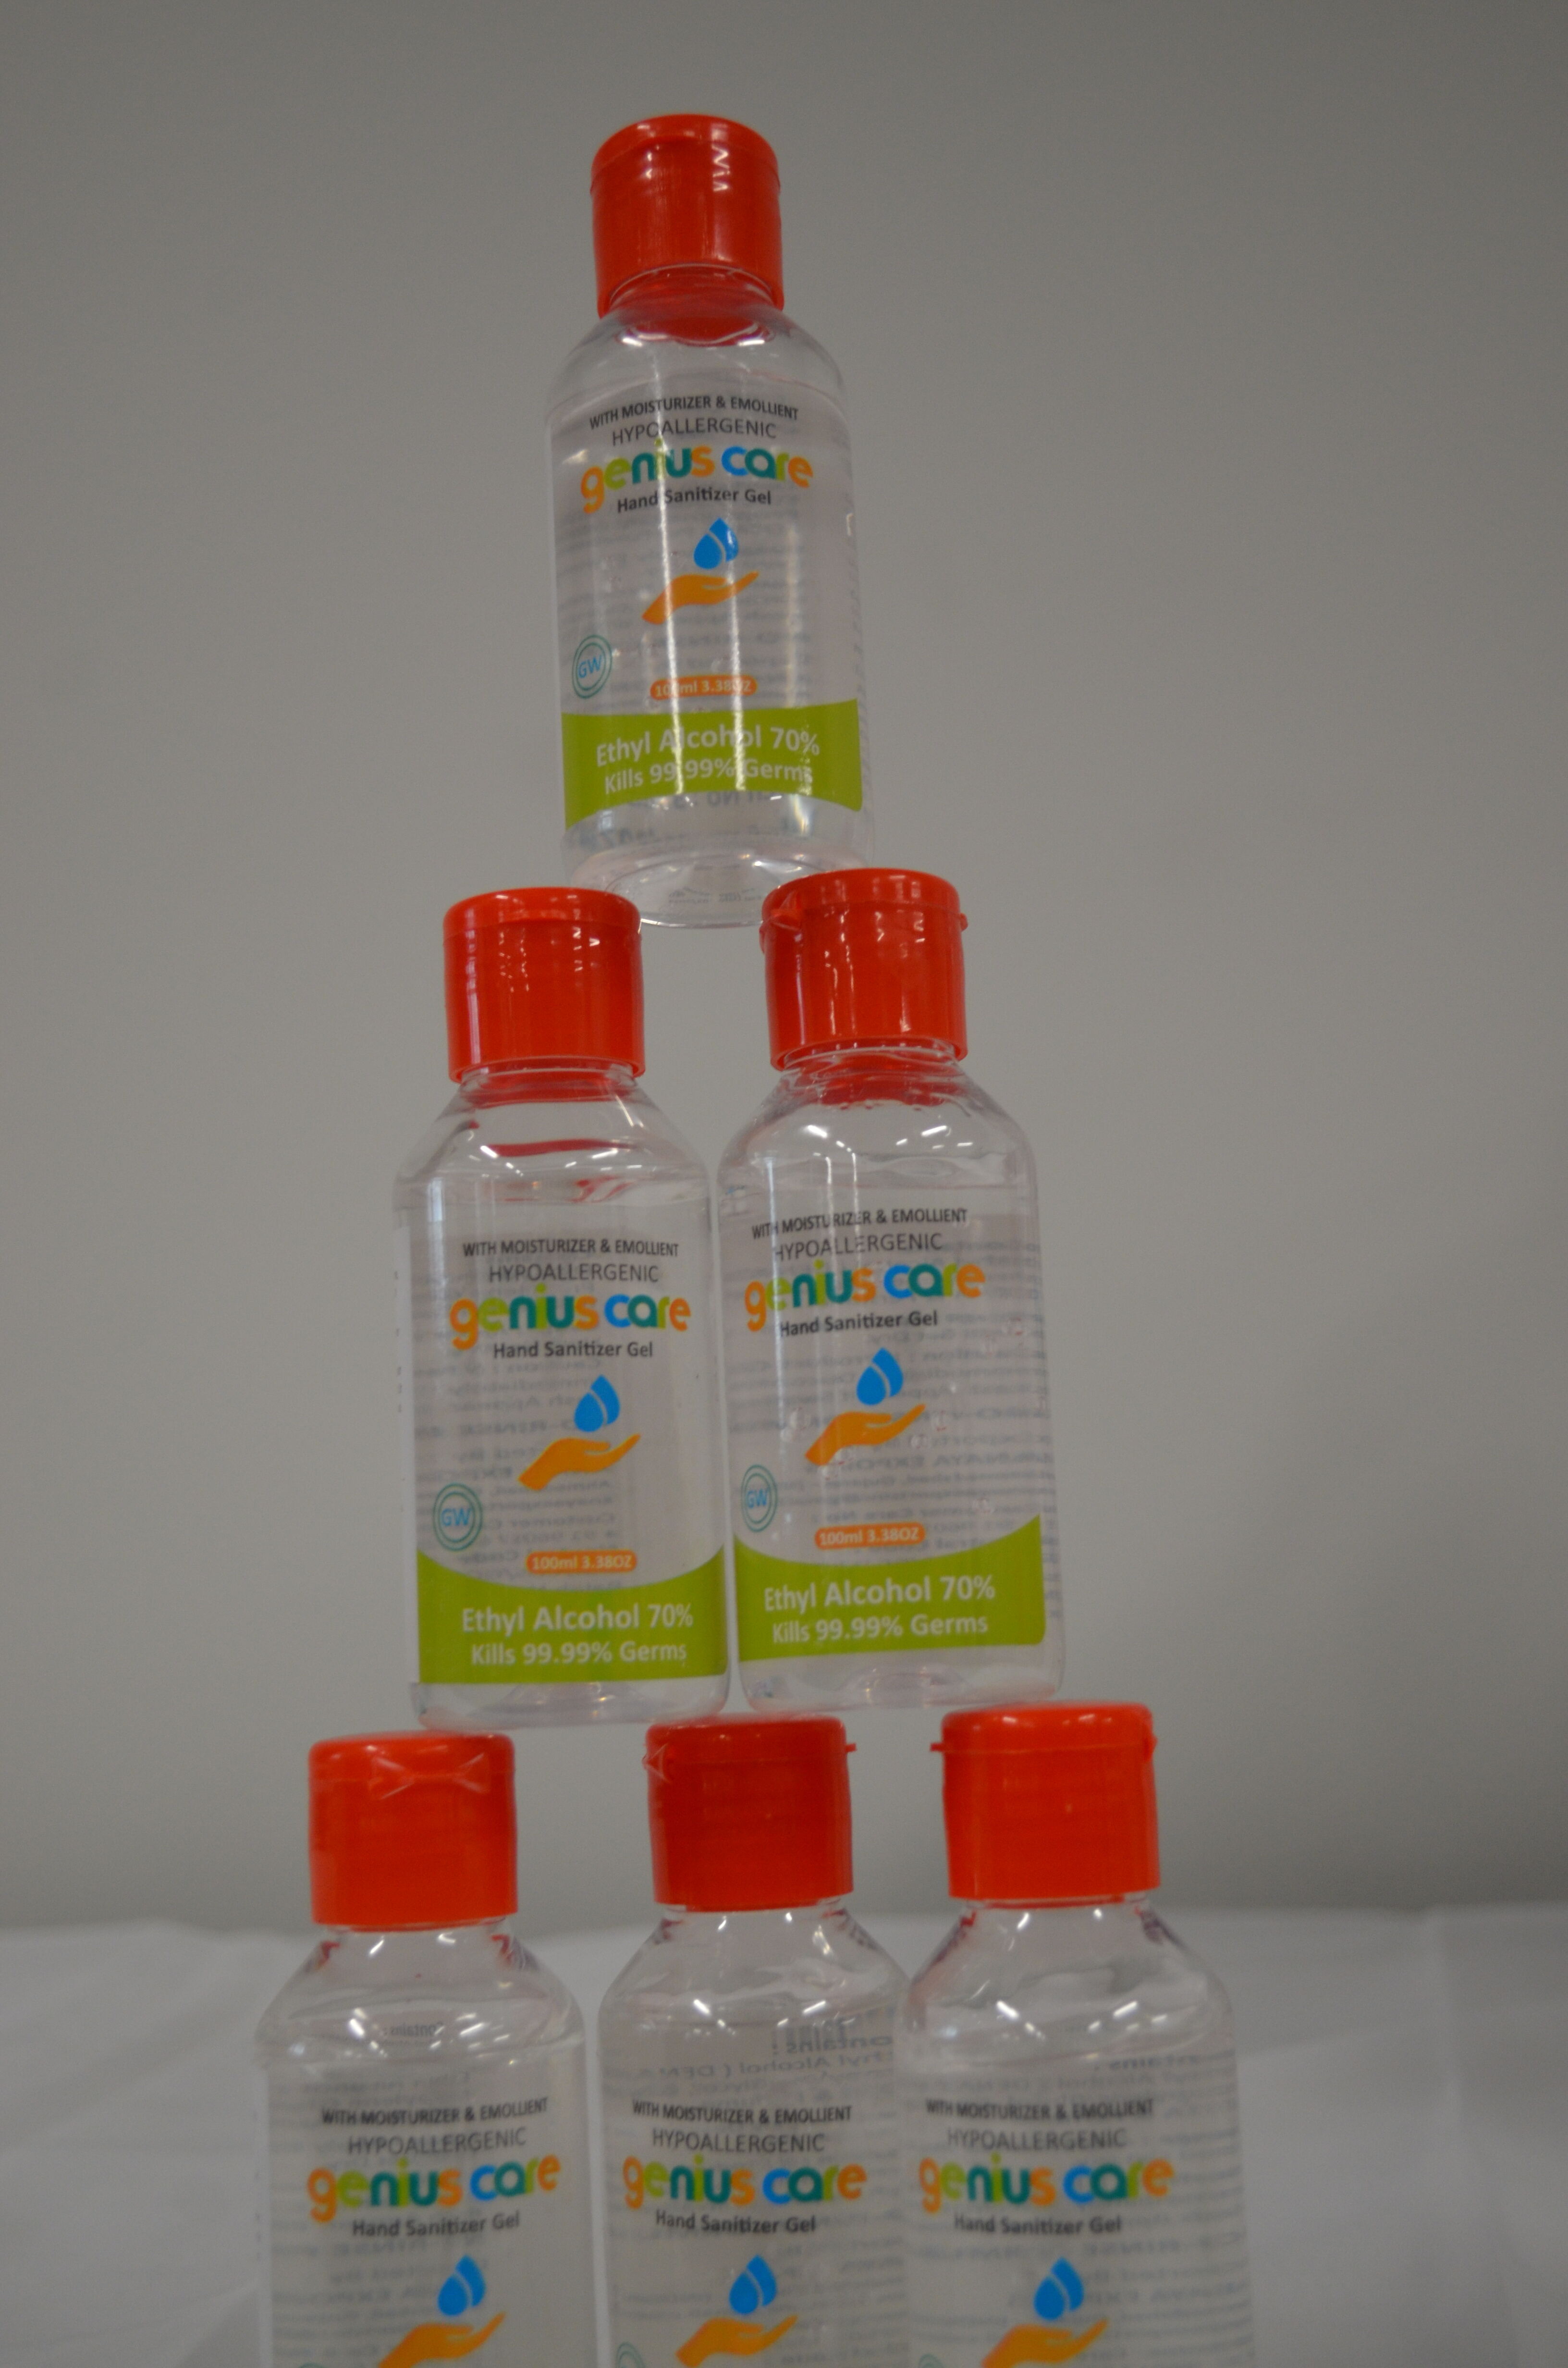 WITH MOISTURIZER & EMOLLIENT
HYPOALLERGENIC
genius care
Hand Sanitizer Gel
GW
100ml 3.38OZ
Ethyl Alcohol 70%
Kills 99.99% Germs
WITH MOISTURIZER & EMOLLIENT
HYPOALLERGENIC
genius care
Hand Sanitizer Gel
GW
100ml 3.38OZ
Ethyl Alcohol 70%
Kills 99.99% Germs
WITH MOISTURIZER & EMOLLIENT
HYPOALLERGENIC
genius care
Hand Sanitizer Gel
GW
100ml 3.38OZ
Ethyl Alcohol 70%
Kills 99.99% Germs
WITH MOISTURIZER & EMOLLIENT
HYPOALLERGENIC
genius care
Hand Sanitizer Gel
WITH MOISTURIZER & EMOLLIENT
HYPOALLERGENIC
genius care
Hand Sanitizer Gel
WITH MOISTURIZER & EMOLLIENT
HYPOALLERGENIC
genius care
Hand Sanitizer Gel